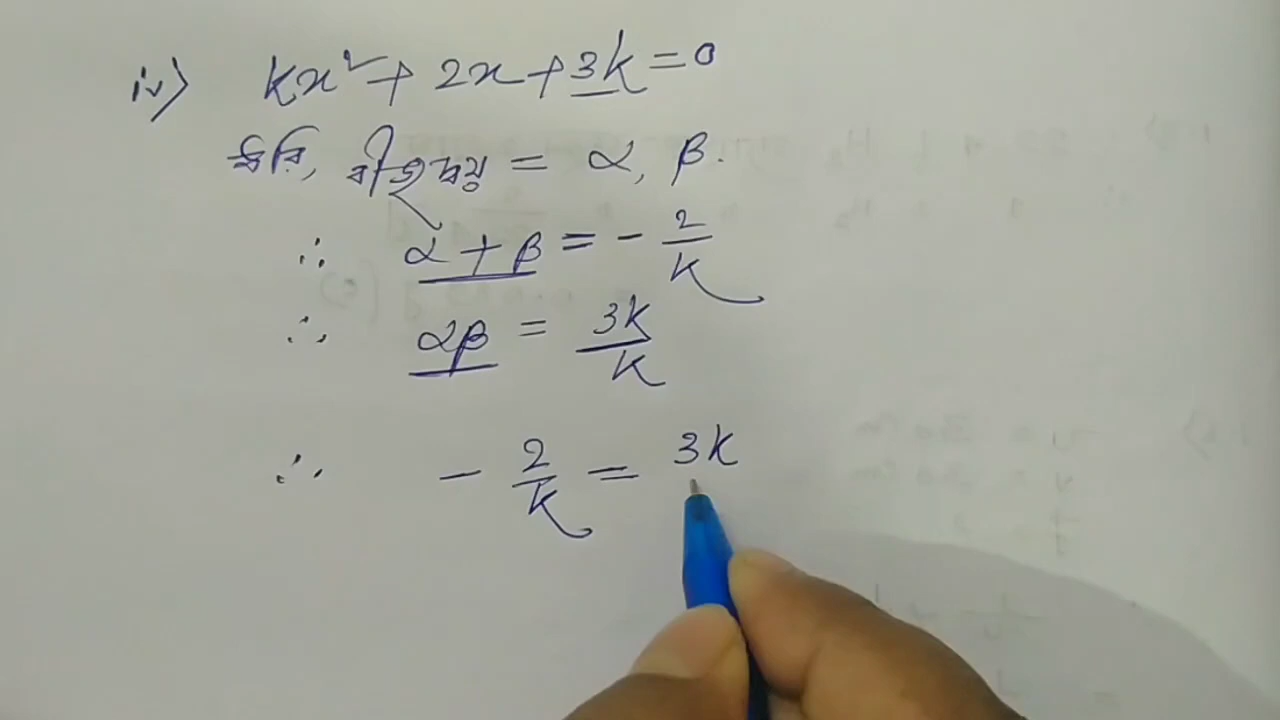 iv) kx² + 2x + 3k = 0
ধরি, বীজদ্বয় = α, β.
∴ α + β = - 2/k
∴ αβ = 3k/k
∴ - 2/k = 3k